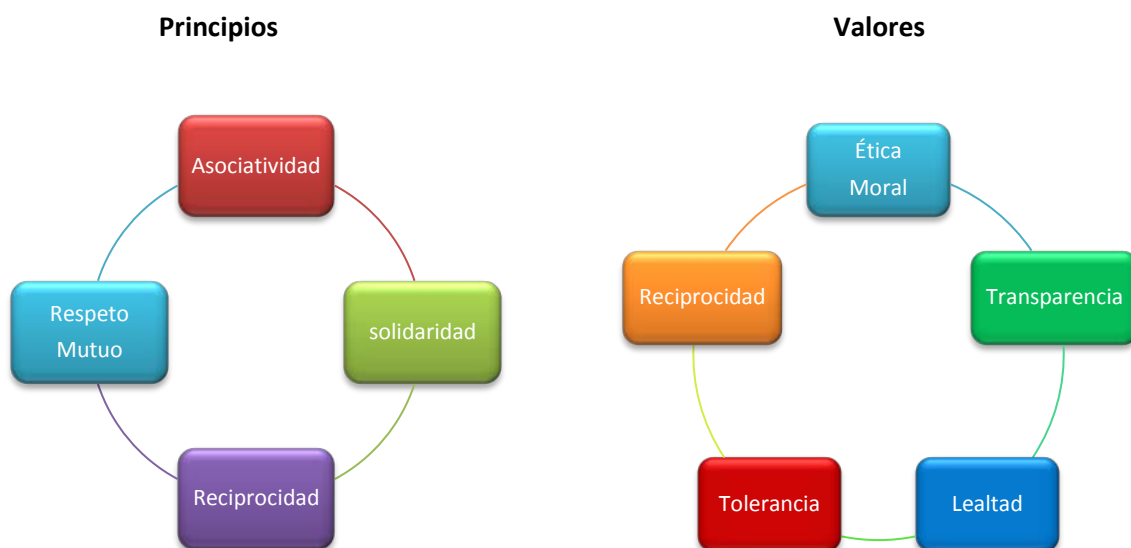 Principios
Asociatividad
solidaridad
Reciprocidad
Respeto
Mutuo
Valores
Ética
Moral
Transparencia
Lealtad
Tolerancia
Reciprocidad